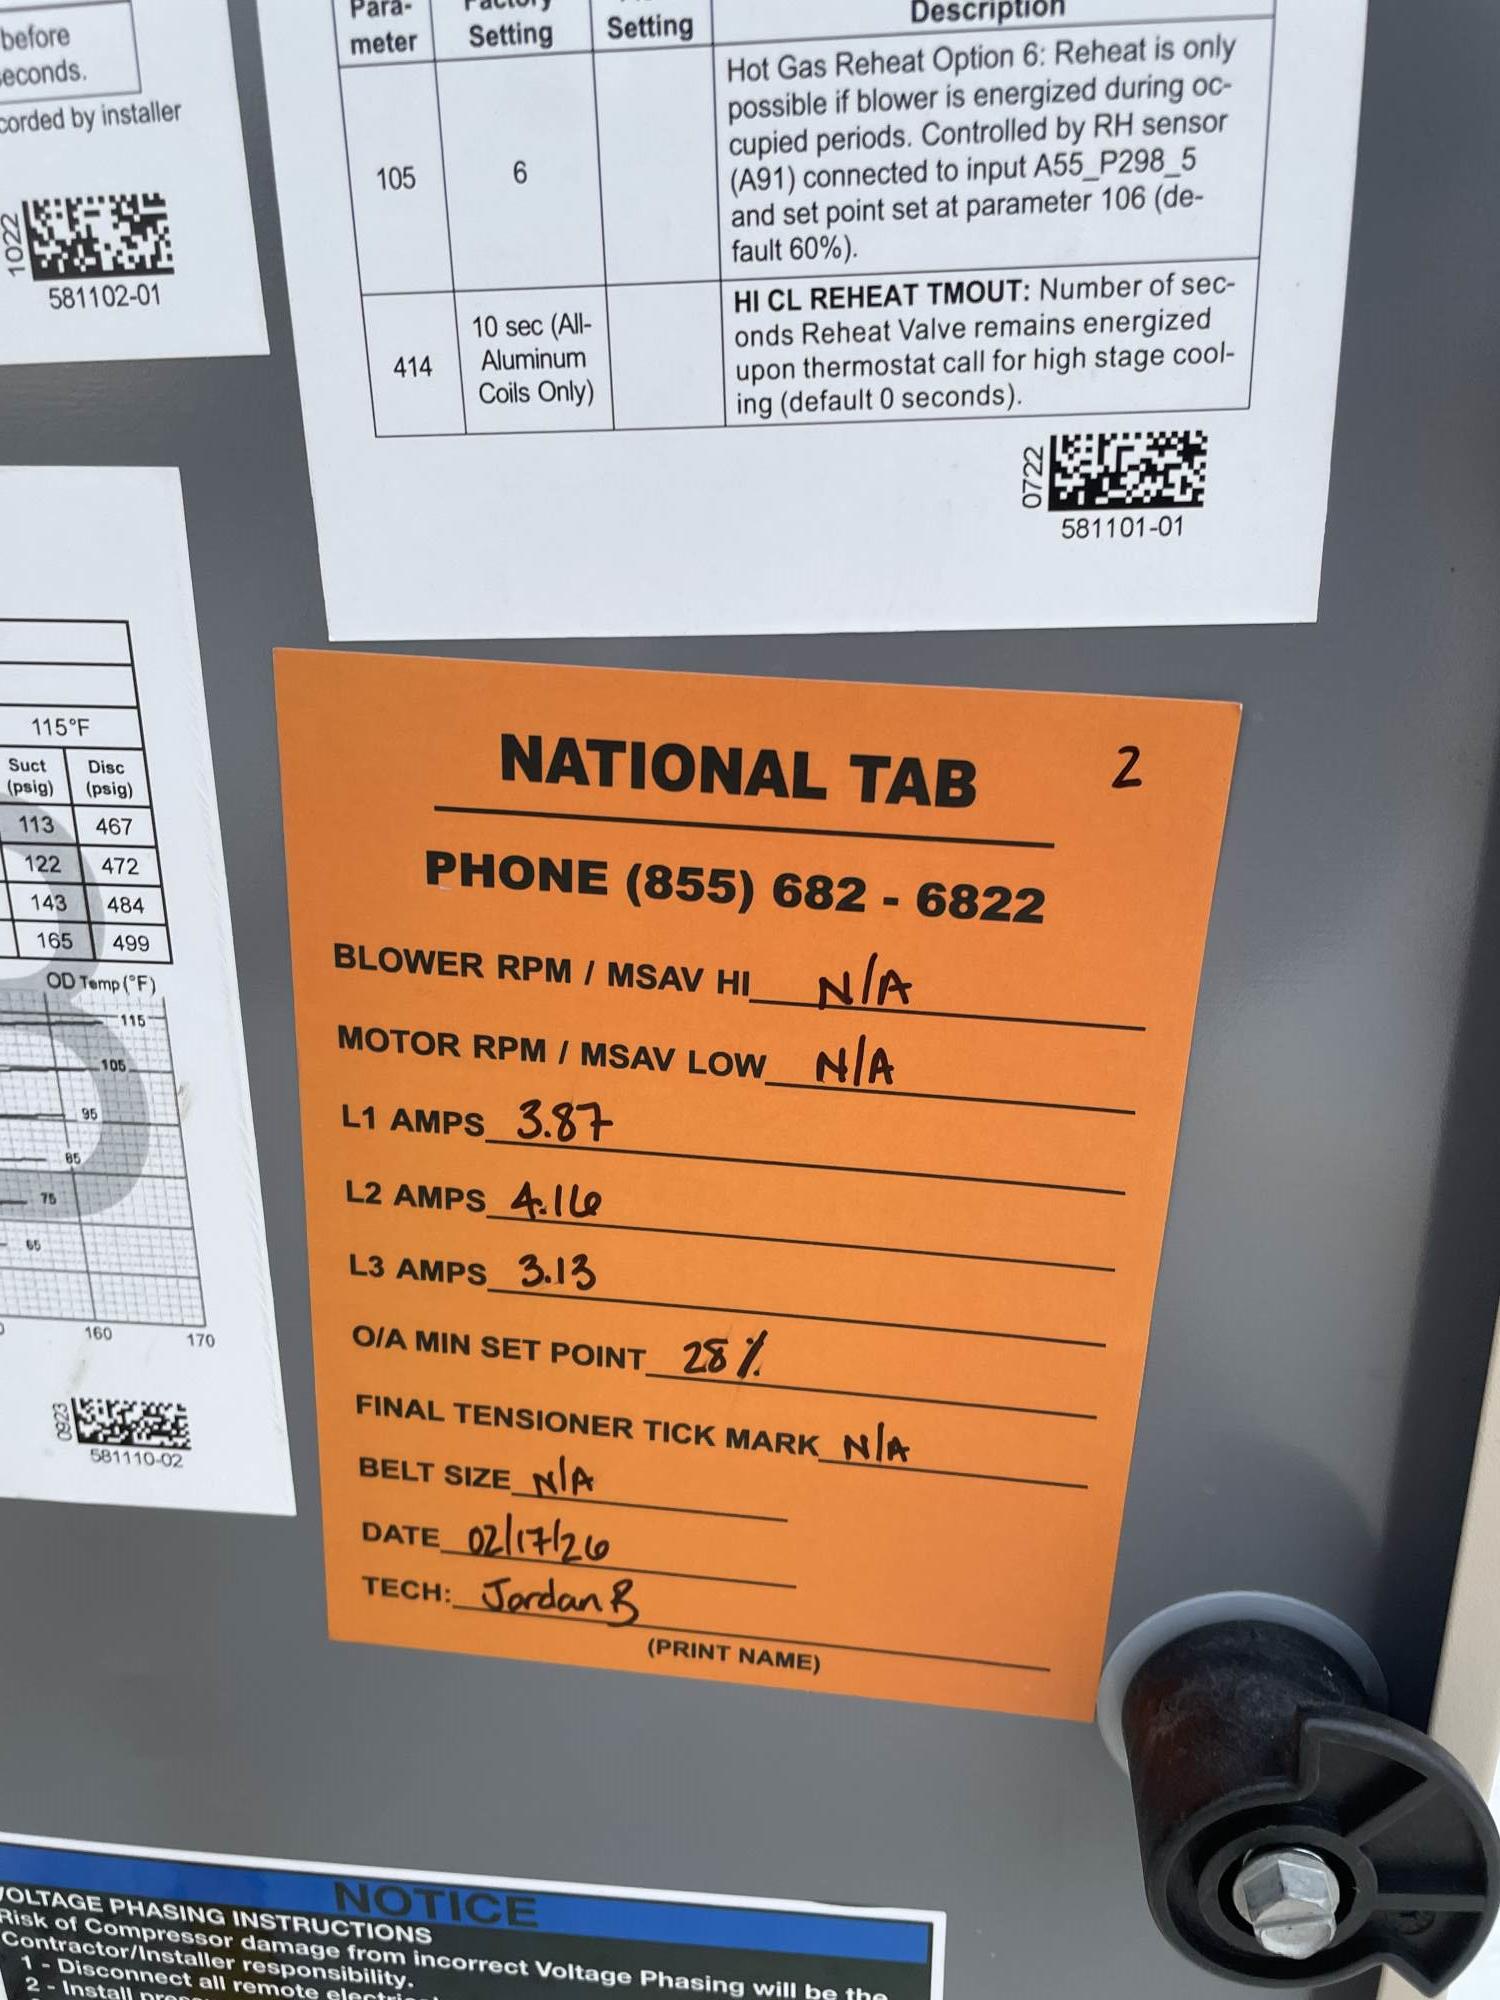 before
econds.
corded by installer
1022
581102-01
Para-
meter
Factory
Setting
Setting
Description
105
6
Hot Gas Reheat Option 6: Reheat is only
possible if blower is energized during oc-
cupied periods. Controlled by RH sensor
(A91) connected to input A55_P298_5
and set point set at parameter 106 (de-
fault 60%).
414
10 sec (All-
Aluminum
Coils Only)
HI CL REHEAT TMOUT: Number of sec-
onds Reheat Valve remains energized
upon thermostat call for high stage cool-
ing (default 0 seconds).
0722
581101-01
115°F
Suct
(psig)
Disc
(psig)
113 467
122 472
143 484
165 499
OD Temp (°F)
115
105
95
85
75
65
160 170
0923
581110-02
NATIONAL TAB 2
PHONE (855) 682 - 6822
BLOWER RPM / MSAV HI N/A
MOTOR RPM / MSAV LOW N/A
L1 AMPS 3.87
L2 AMPS 4.16
L3 AMPS 3.13
O/A MIN SET POINT 28%
FINAL TENSIONER TICK MARK N/A
BELT SIZE N/A
DATE 02/17/26
TECH: Jordan B
(PRINT NAME)
NOTICE
VOLTAGE PHASING INSTRUCTIONS
Risk of Compressor damage from incorrect Voltage Phasing will be the
Contractor/Installer responsibility.
1 - Disconnect all remote
2 - Install